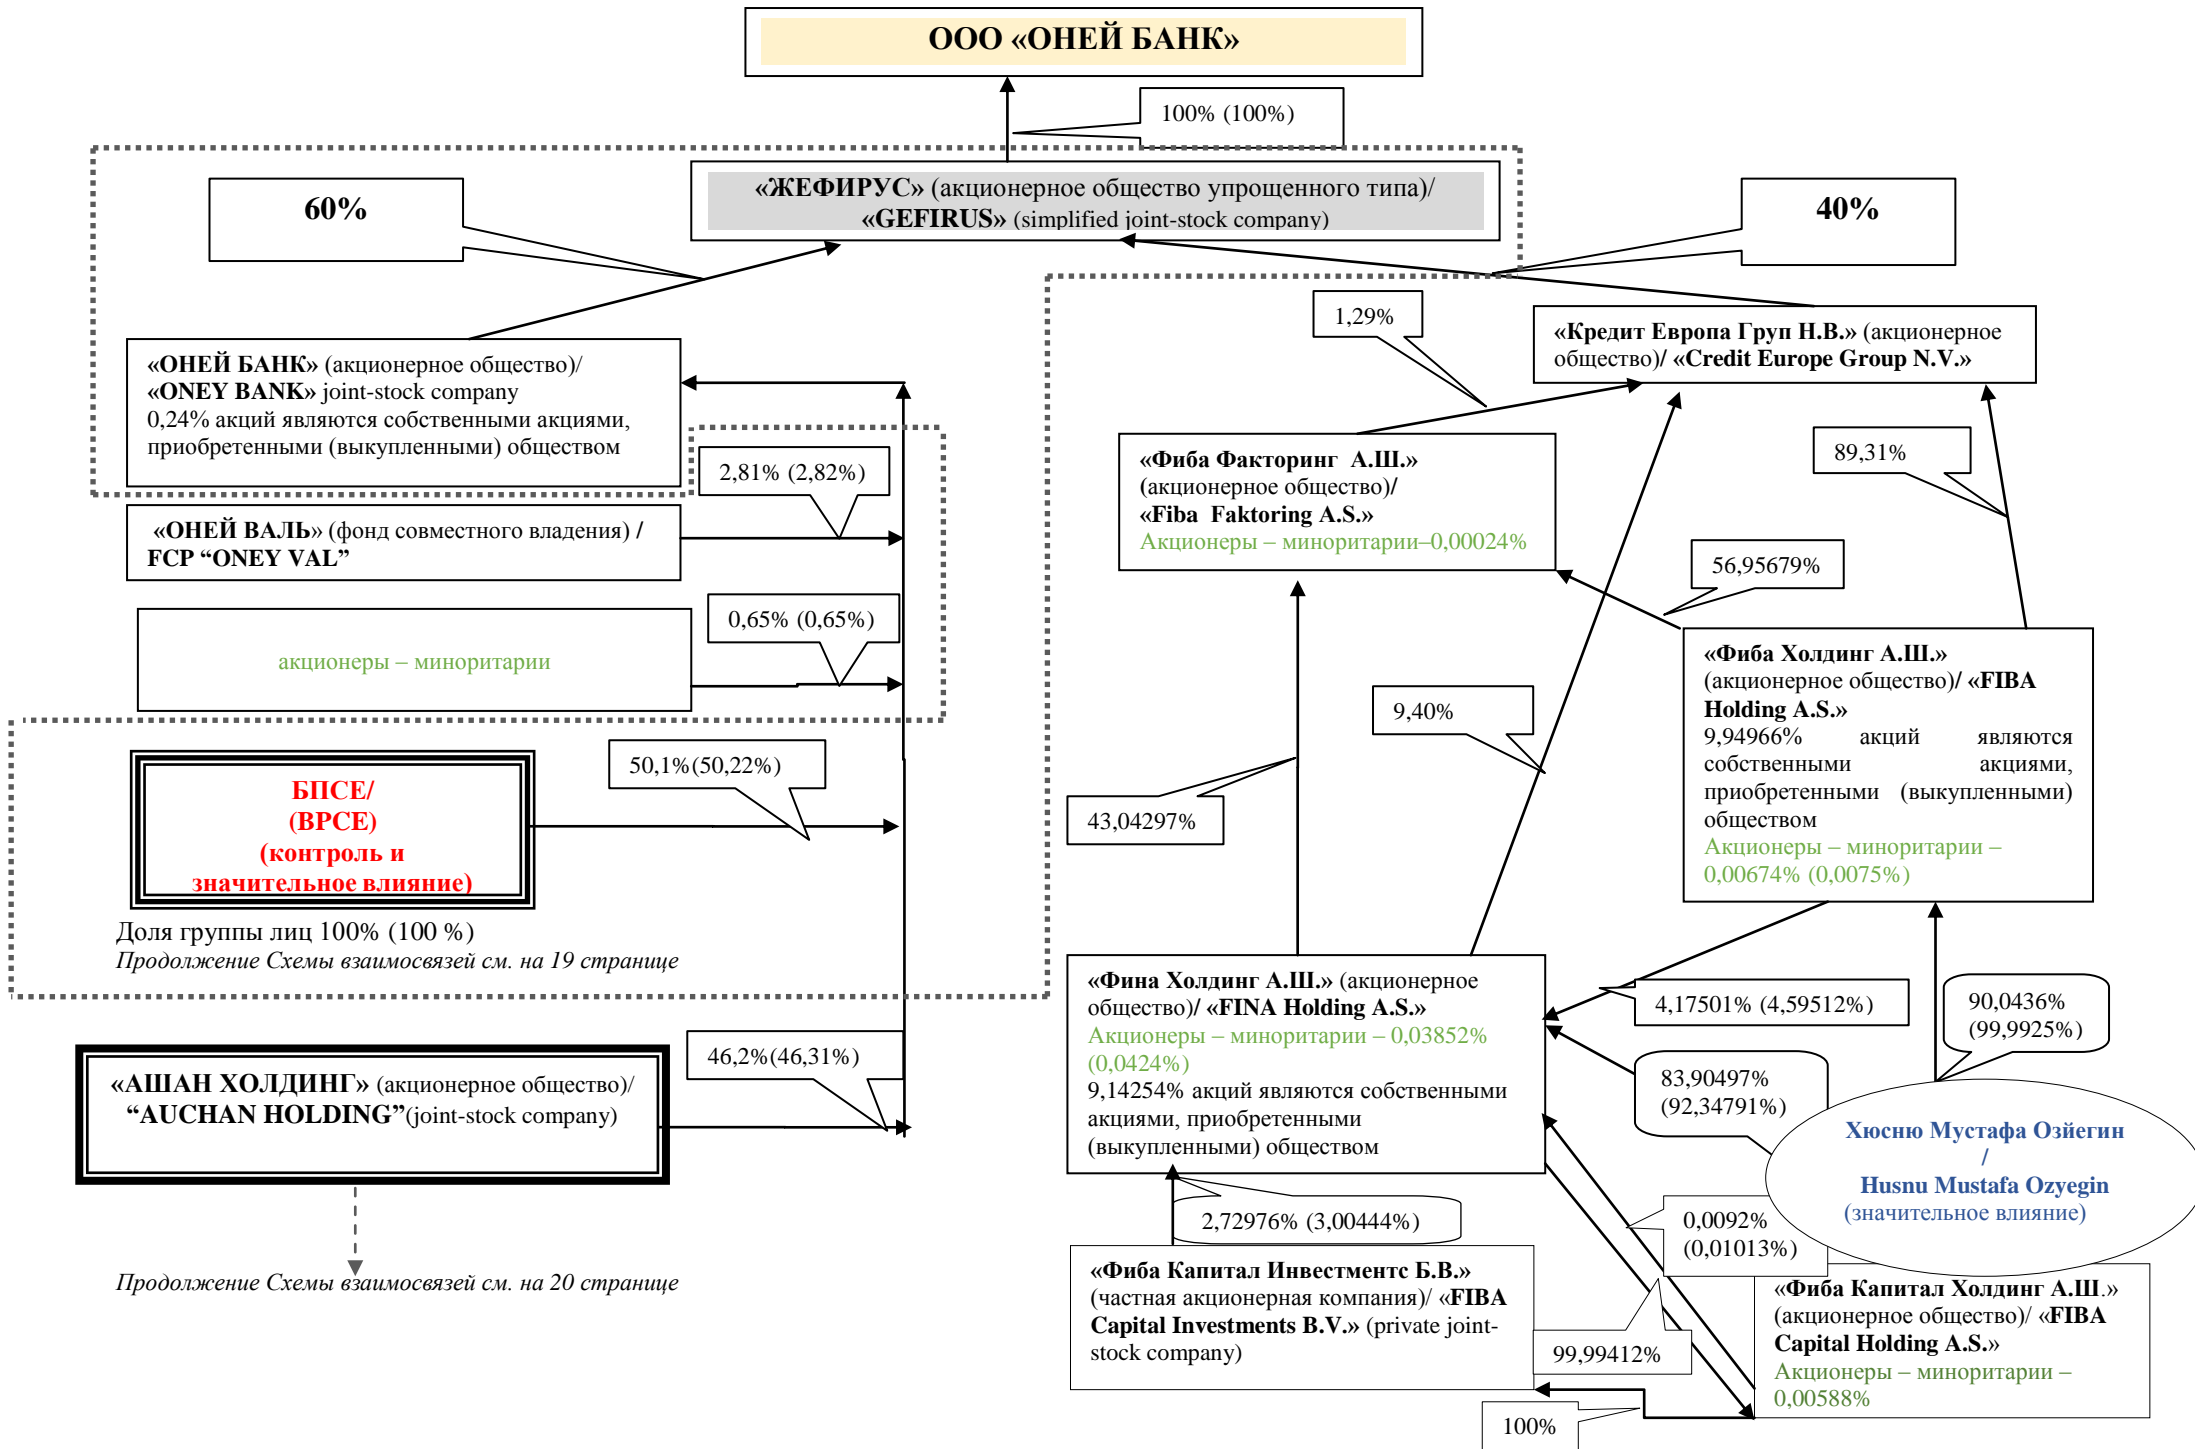 ООО «ОНЕЙ БАНК»
100% (100%)
«ЖЕФИРУС» (акционерное общество упрощенного типа)/
«GEFIRUS» (simplified joint-stock company)
60%
40%
1,29%
«Кредит Европа Груп Н.В.» (акционерное
общество)/ «Credit Europe Group N.V.»
«ОНЕЙ БАНК» (акционерное общество)/
«ONEY BANK» joint-stock company
0,24% акций являются собственными акциями,
приобретенными (выкупленными) обществом
2,81% (2,82%)
«ОНЕЙ ВАЛЬ» (фонд совместного владения) /
FCP “ONEY VAL”
0,65% (0,65%)
акционеры – миноритарии
БПСЕ/
(BPCE)
(контроль и
значительное влияние)
50,1%(50,22%)
Доля группы лиц 100% (100 %)
Продолжение Схемы взаимосвязей см. на 19 странице
«АШАН ХОЛДИНГ» (акционерное общество)/
“AUCHAN HOLDING”(joint-stock company)
46,2%(46,31%)
Продолжение Схемы взаимосвязей см. на 20 странице
«Фиба Факторинг А.Ш.»
(акционерное общество)/
«Fiba Faktoring A.S.»
Акционеры – миноритарии–0,00024%
89,31%
56,95679%
9,40%
43,04297%
«Фиба Холдинг А.Ш.»
(акционерное общество)/ «FIBA
Holding A.S.»
9,94966% акций являются
собственными акциями,
приобретенными (выкупленными)
обществом
Акционеры – миноритарии –
0,00674% (0,0075%)
«Фина Холдинг А.Ш.» (акционерное
общество)/ «FINA Holding A.S.»
Акционеры – миноритарии – 0,03852%
(0,0424%)
9,14254% акций являются собственными
акциями, приобретенными
(выкупленными) обществом
4,17501% (4,59512%)
90,0436%
(99,9925%)
83,90497%
(92,34791%)
Хюсню Мустафа Озйегин
/
Husnu Mustafa Ozyegin
(значительное влияние)
2,72976% (3,00444%)
0,0092%
(0,01013%)
«Фиба Капитал Инвестментс Б.В.»
(частная акционерная компания)/ «FIBA
Capital Investments B.V.» (private joint-
stock company)
99,99412%
«Фиба Капитал Холдинг А.Ш.»
(акционерное общество)/ «FIBA
Capital Holding A.S.»
Акционеры – миноритарии –
0,00588%
100%